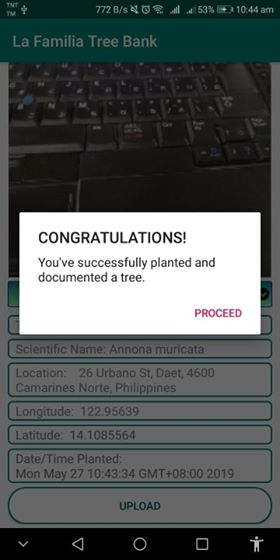 TNT
TM
772 B/s
53%
10:44 am
La Familia Tree Bank
CONGRATULATIONS!
You've successfully planted and
documented a tree.
PROCEED
Scientific Name: Annona muricata
Location: 26 Urbano St, Daet, 4600
Camarines Norte, Philippines
Longitude: 122.95639
Latitude: 14.1085564
Date/Time Planted:
Mon May 27 10:43:34 GMT+08:00 2019
UPLOAD